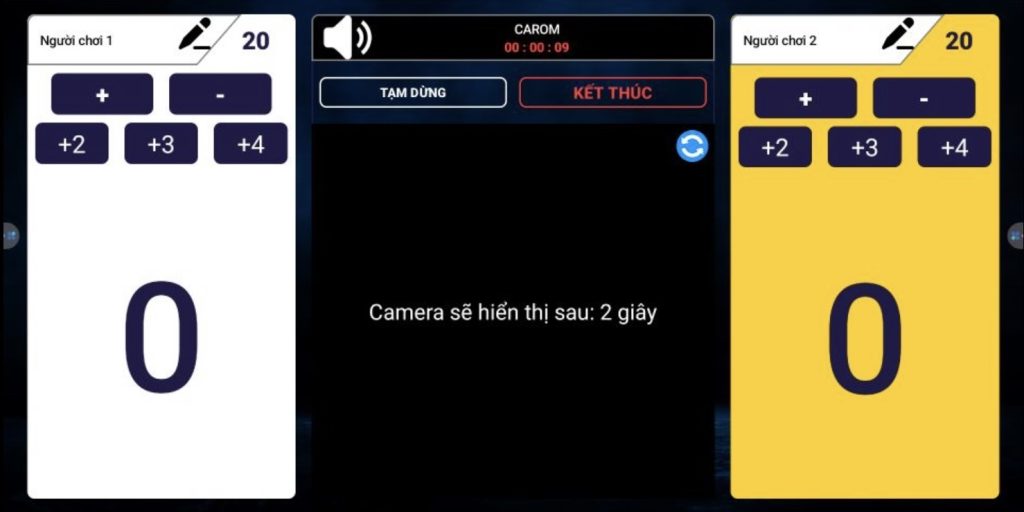 Người chơi 1
20
+
-
+2
+3
+4
0
CAROM
00 : 00 : 09
TẠM DỪNG
KẾT THÚC
Camera sẽ hiển thị sau: 2 giây
Người chơi 2
20
+
-
+2
+3
+4
0